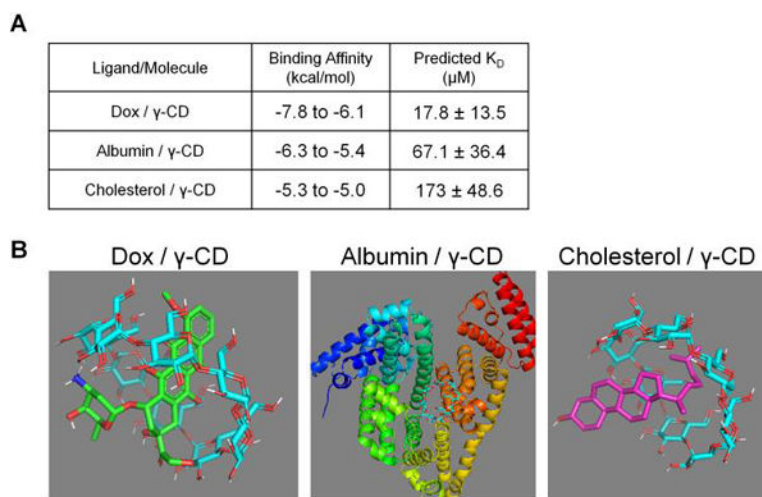 A
Ligand/Molecule
Binding Affinity
(kcal/mol)
Predicted K_D
(µM)
Dox / γ-CD
-7.8 to -6.1
17.8 ± 13.5
Albumin / γ-CD
-6.3 to -5.4
67.1 ± 36.4
Cholesterol / γ-CD
-5.3 to -5.0
173 ± 48.6
B
Dox / γ-CD
Albumin / γ-CD
Cholesterol / γ-CD